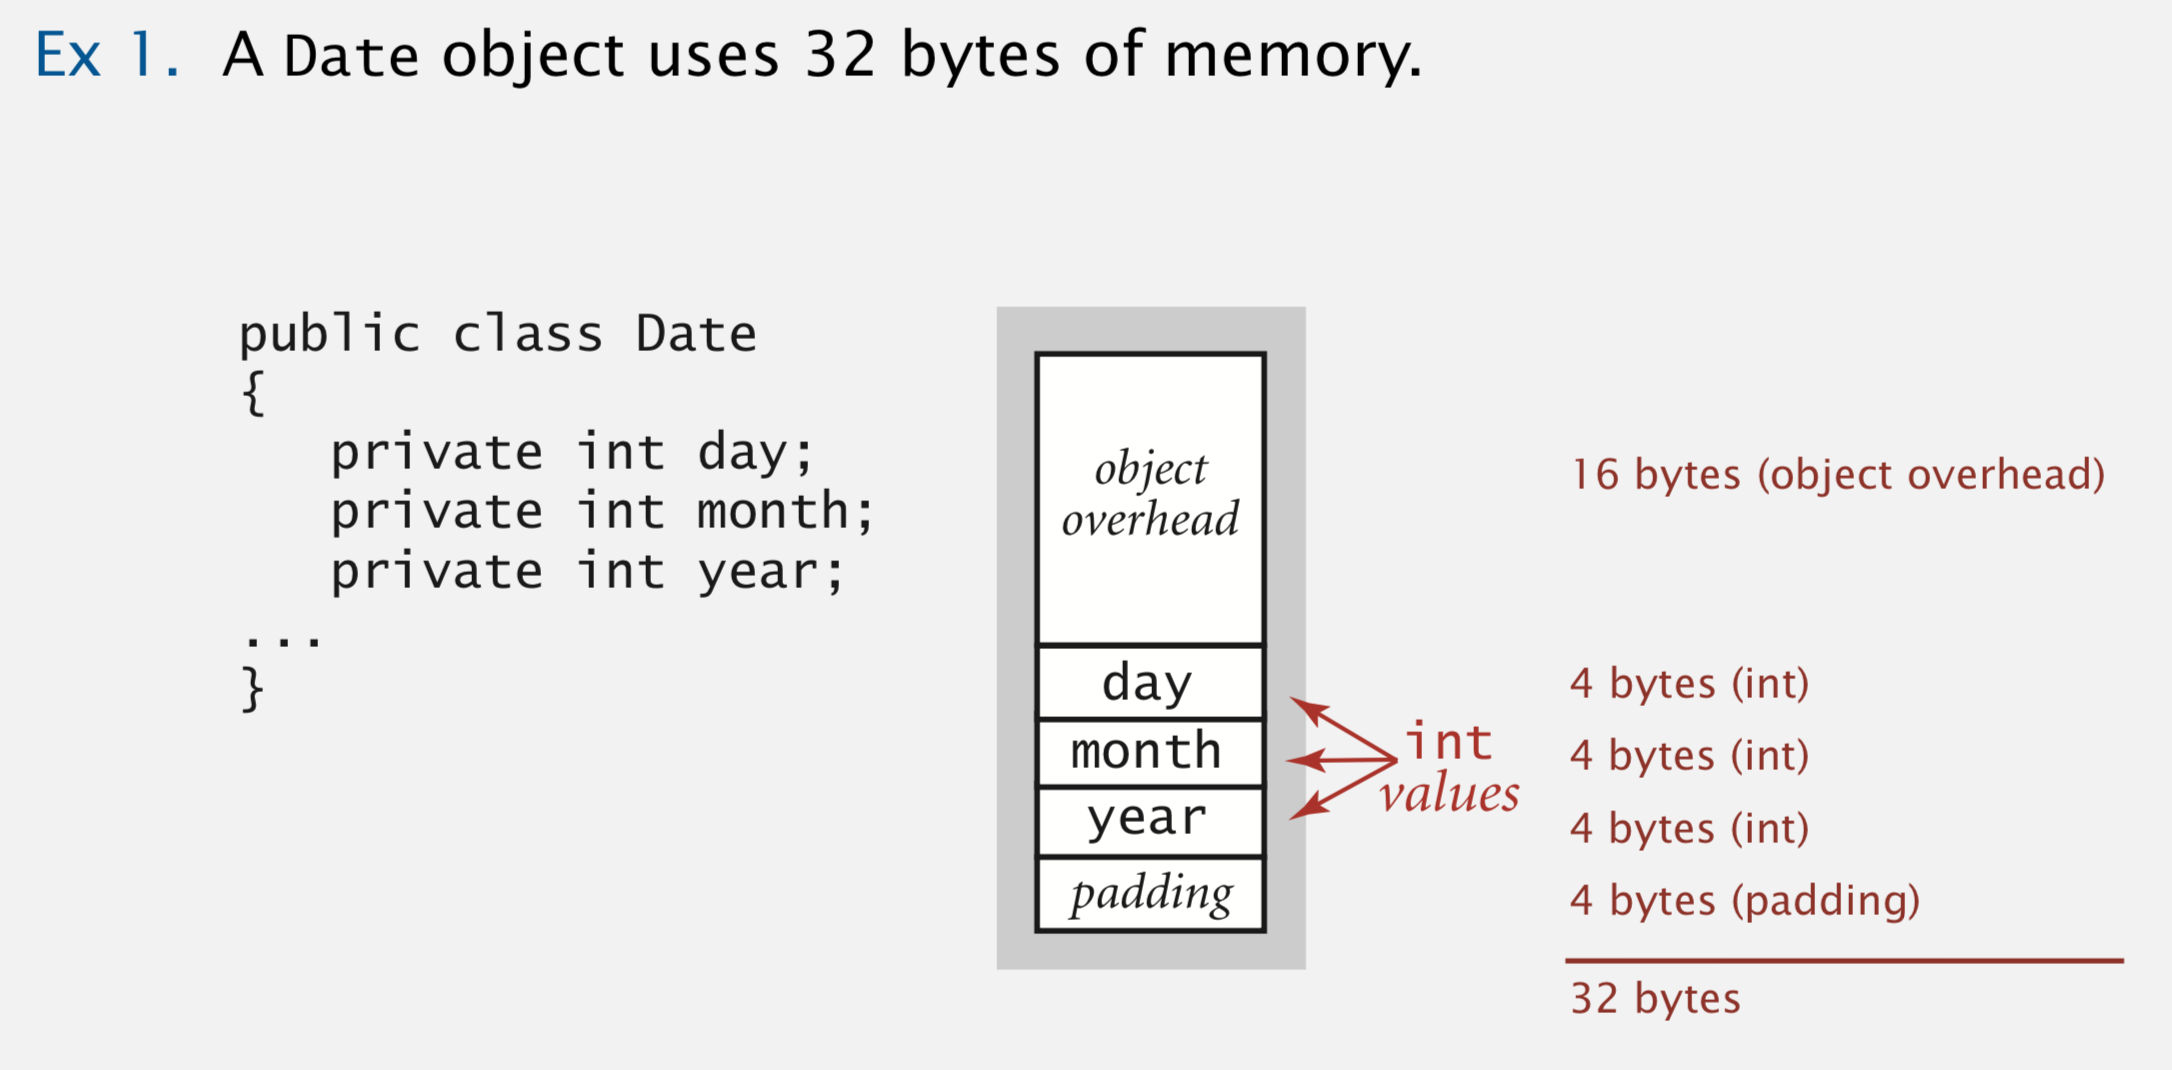 Ex 1. A Date object uses 32 bytes of memory.
public class Date
{
   private int day;
   private int month;
   private int year;
...
}
object
overhead
day
month
year
padding
int
values
16 bytes (object overhead)
4 bytes (int)
4 bytes (int)
4 bytes (int)
4 bytes (padding)
32 bytes